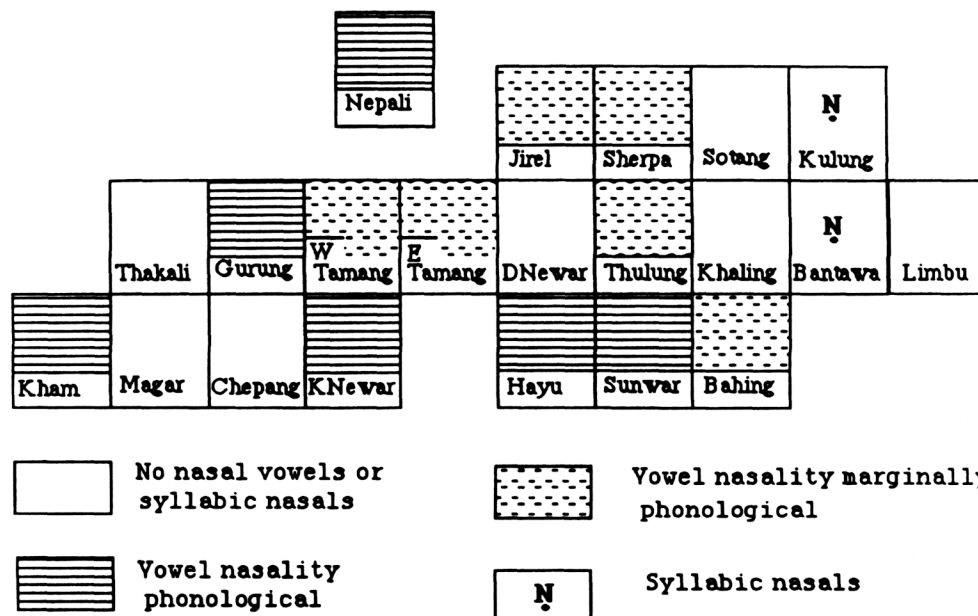 Nepali
N̩
Jirel Sherpa Sotang Kulung
W E N̩
Thakali Gurung Tamang Tamang DNewar Thulung Khaling Bantawa Limbu
Kham Magar Chepang KNewar Hayu Sunwar Bahing
No nasal vowels or
syllabic nasals
Vowel nasality marginally
phonological
Vowel nasality
phonological
N̩ Syllabic nasals